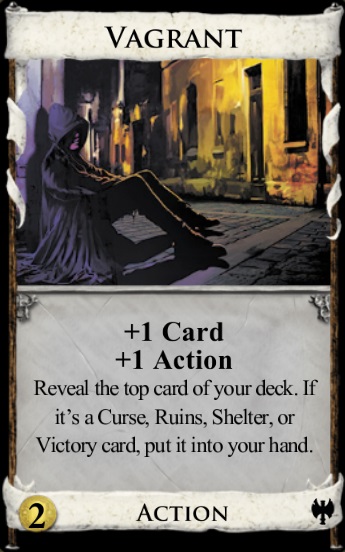 VAGRANT
+1 Card
+1 Action
Reveal the top card of your deck. If
it's a Curse, Ruins, Shelter, or
Victory card, put it into your hand.
2 ACTION